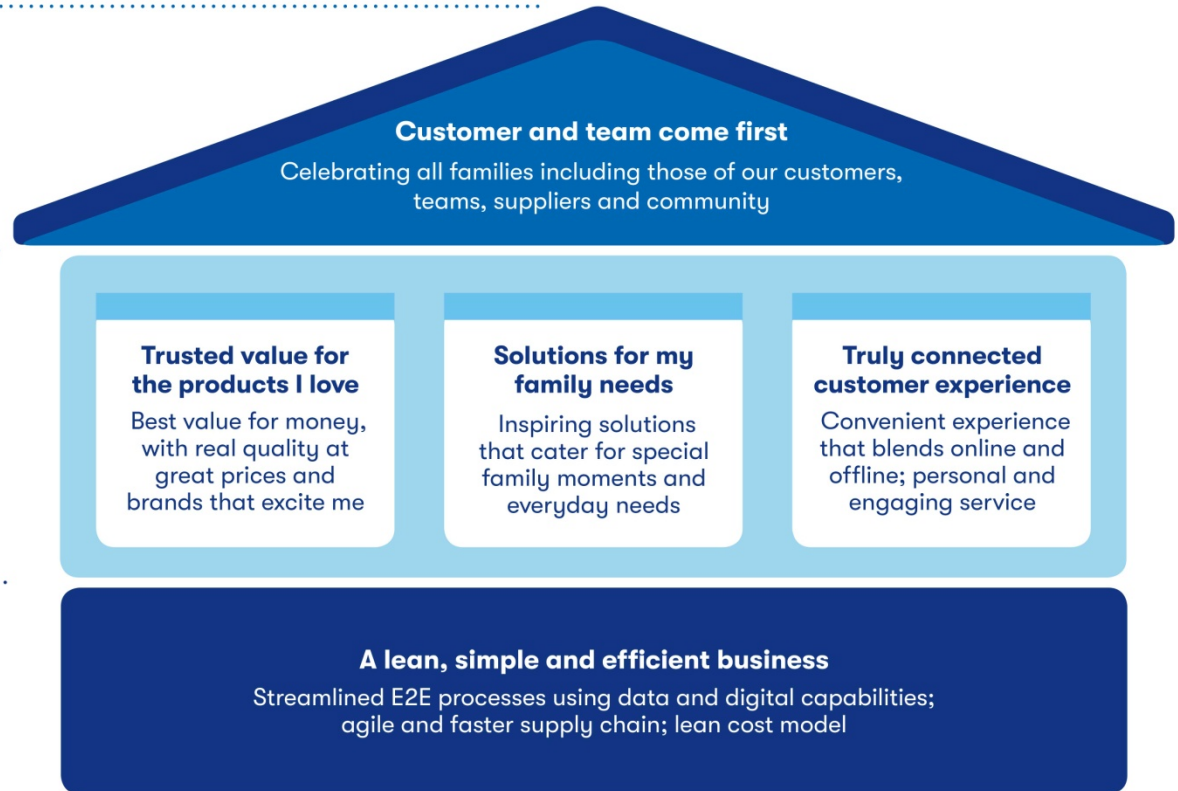 Customer and team come first
Celebrating all families including those of our customers,
teams, suppliers and community
Trusted value for
the products I love
Best value for money,
with real quality at
great prices and
brands that excite me
Solutions for my
family needs
Inspiring solutions
that cater for special
family moments and
everyday needs
Truly connected
customer experience
Convenient experience
that blends online and
offline; personal and
engaging service
A lean, simple and efficient business
Streamlined E2E processes using data and digital capabilities;
agile and faster supply chain; lean cost model